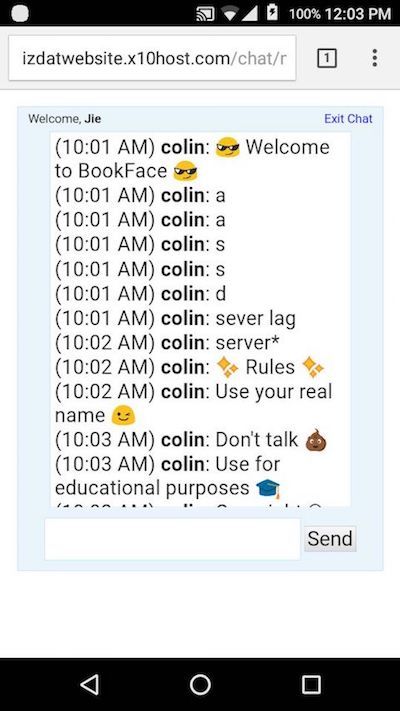 100% 12:03 PM
izdatwebsite.x10host.com/chat/r
1
Welcome, Jie
Exit Chat
(10:01 AM) colin: 😎 Welcome
to BookFace 😎
(10:01 AM) colin: a
(10:01 AM) colin: a
(10:01 AM) colin: s
(10:01 AM) colin: s
(10:01 AM) colin: d
(10:01 AM) colin: sever lag
(10:02 AM) colin: server*
(10:02 AM) colin: ✨ Rules ✨
(10:02 AM) colin: Use your real
name 😉
(10:03 AM) colin: Don't talk 💩
(10:03 AM) colin: Use for
educational purposes 🎓
Send